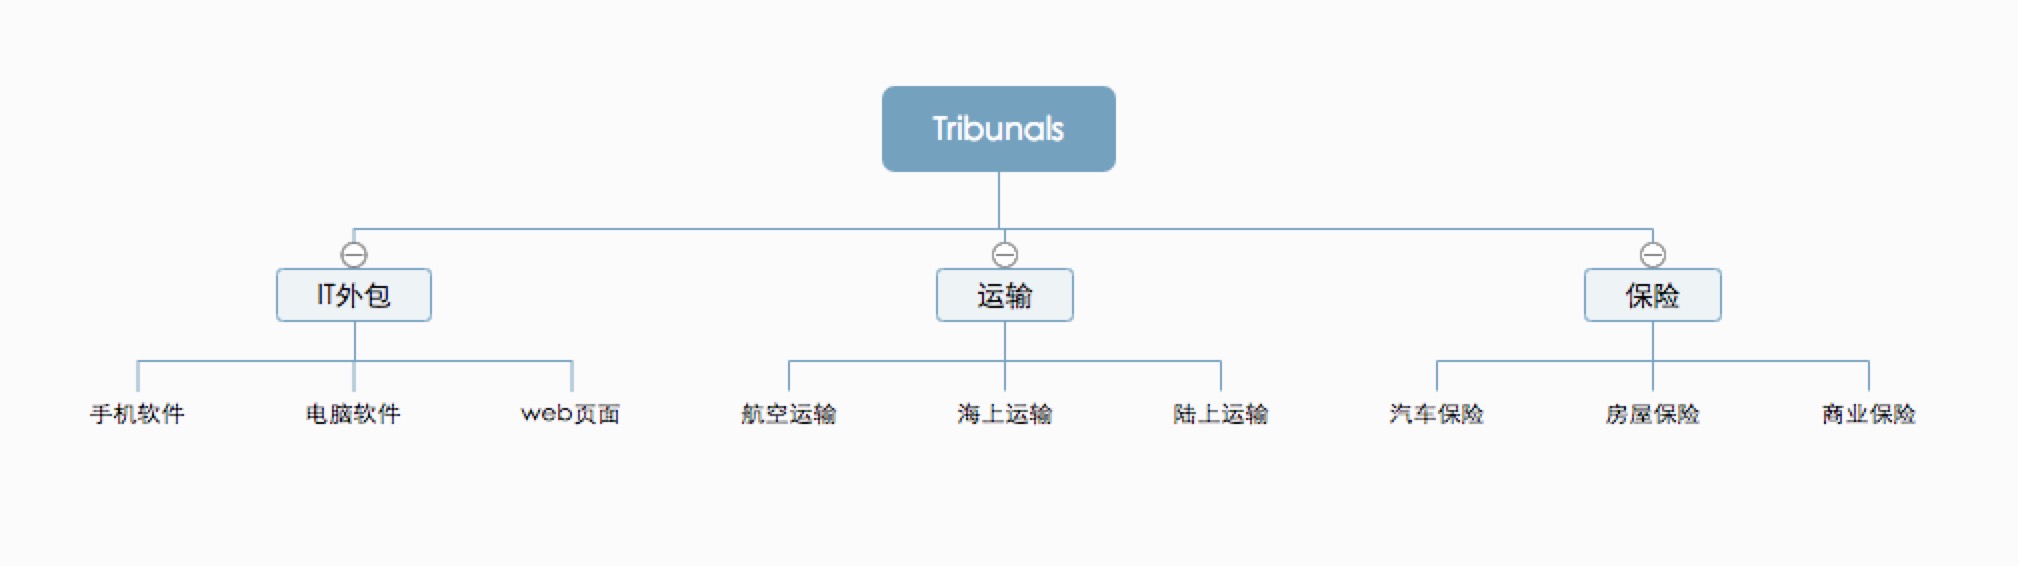 Tribunals
IT外包
运输
保险
手机软件
电脑软件
web页面
航空运输
海上运输
陆上运输
汽车保险
房屋保险
商业保险